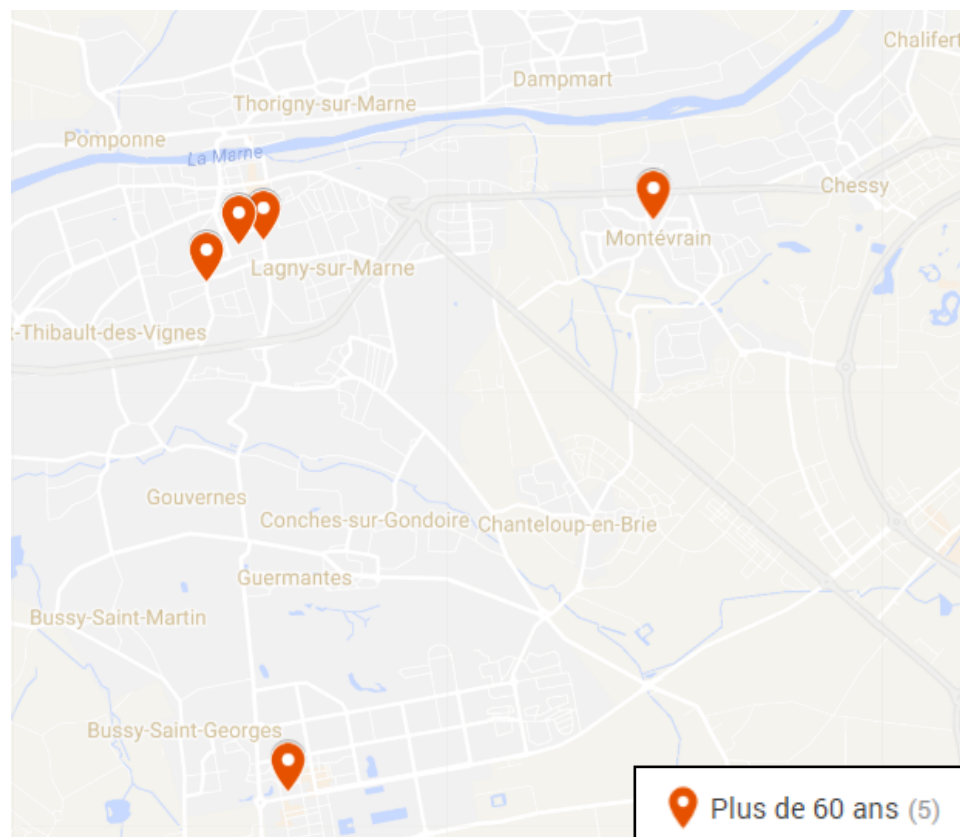 Chalifert
Dampmart
Thorigny-sur-Marne
Pomponne
La Marne
Chessy
Montévrain
Lagny-sur-Marne
t-Thibault-des-Vignes
Gouvernes
Conches-sur-Gondoire
Chanteloup-en-Brie
Guermantes
Bussy-Saint-Martin
Bussy-Saint-Georges
Plus de 60 ans (5)